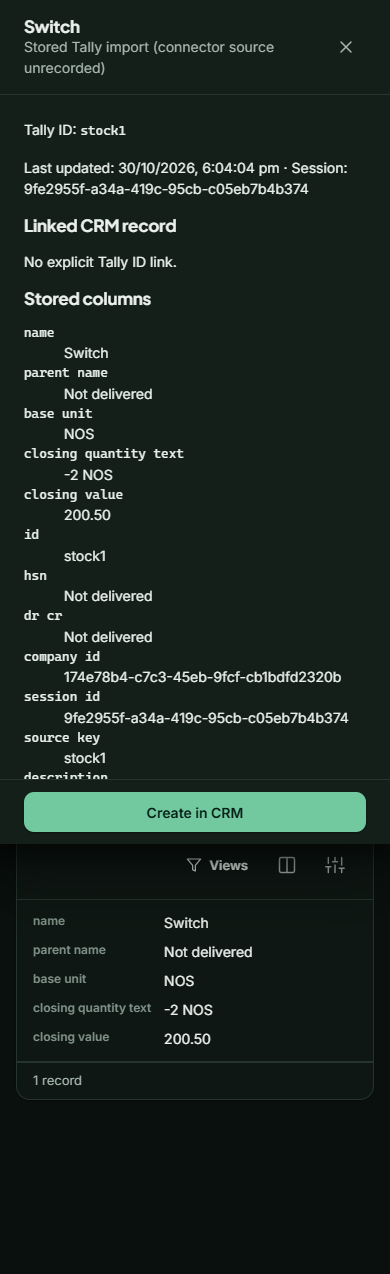 Switch
Stored Tally import (connector source
unrecorded)
Tally ID: stock1
Last updated: 30/10/2026, 6:04:04 pm · Session:
9fe2955f-a34a-419c-95cb-c05eb7b4b374
Linked CRM record
No explicit Tally ID link.
Stored columns
name
Switch
parent name
Not delivered
base unit
NOS
closing quantity text
-2 NOS
closing value
200.50
id
stock1
hsn
Not delivered
dr cr
Not delivered
company id
174e78b4-c7c3-45eb-9fcf-cb1bdfd2320b
session id
9fe2955f-a34a-419c-95cb-c05eb7b4b374
source key
stock1
description
Create in CRM
Views
name Switch
parent name Not delivered
base unit NOS
closing quantity text -2 NOS
closing value 200.50
1 record